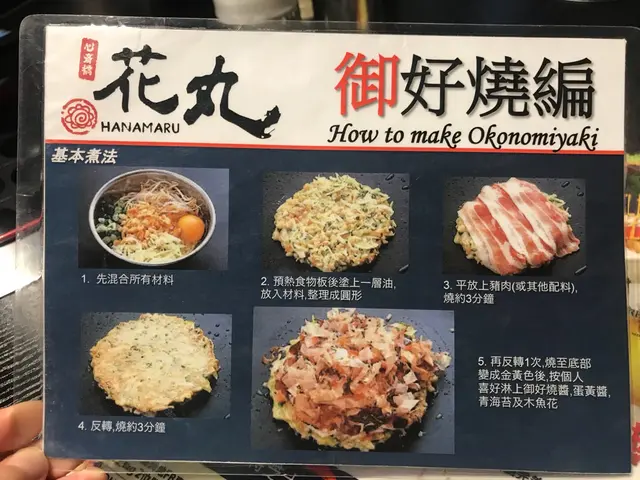 心斎橋
花丸
HANAMARU
御好燒編
How to make Okonomiyaki
基本煮法
1. 先混合所有材料
2. 預熱食物板後塗上一層油,
放入材料,整理成圓形
3. 平放上豬肉(或其他配料),
燒約3分鐘
4. 反轉,燒約3分鐘
5. 再反轉1次,燒至底部
變成金黃色後,按個人
喜好淋上御好燒醬,蛋黃醬,
青海苔及木魚花